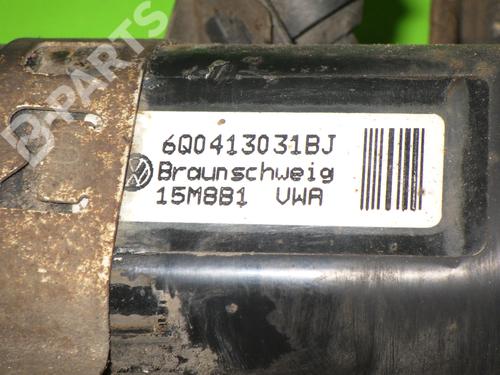 B-PARTS
6Q0413031BJ
Braunschweig
15M8B1 VWA